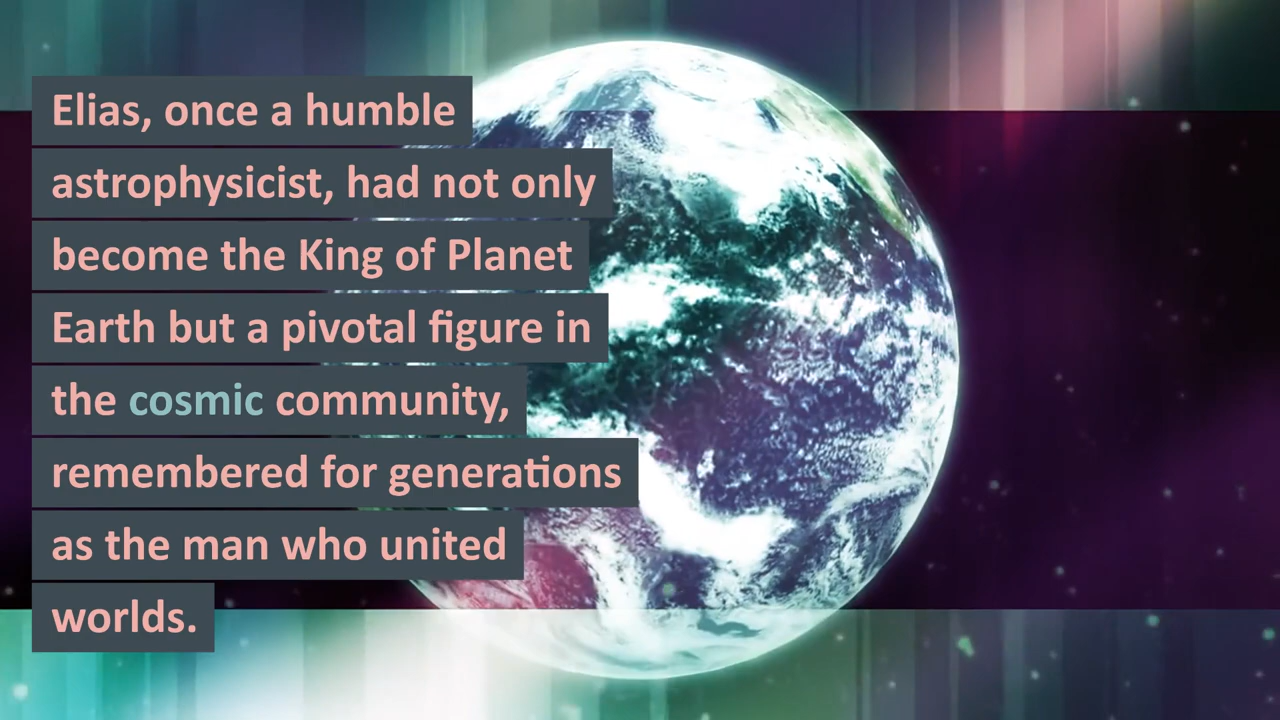 Elias, once a humble
astrophysicist, had not only
become the King of Planet
Earth but a pivotal figure in
the cosmic community,
remembered for generations
as the man who united
worlds.